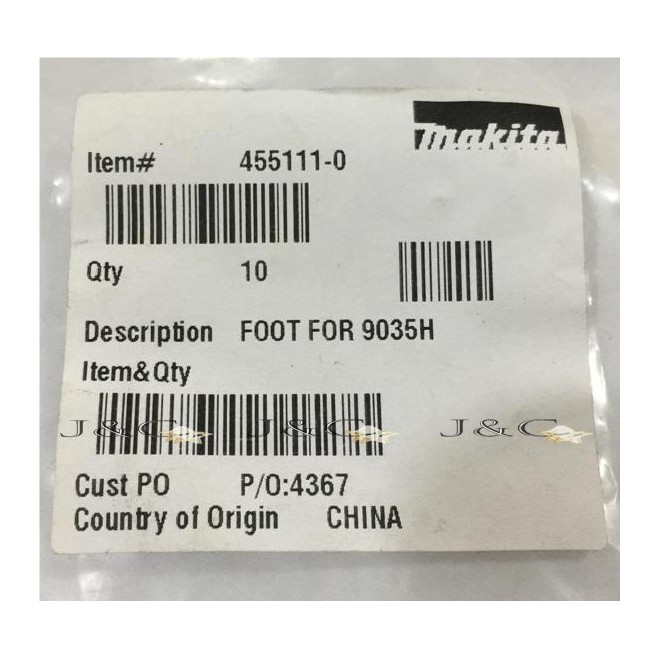 makita
Item# 455111-0
Qty 10
Description FOOT FOR 9035H
Item&Qty
J&C J&C J&C
Cust PO P/O:4367
Country of Origin CHINA